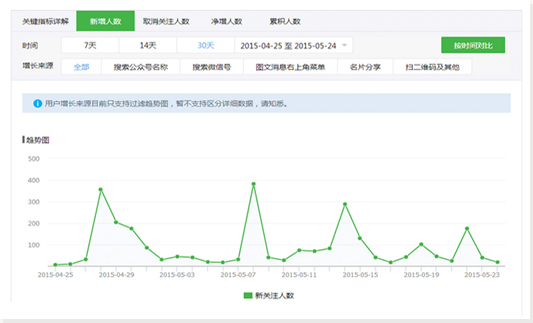 关键指标详解 新增人数 取消关注人数 净增人数 累积人数
时间 7天 14天 30天 2015-04-25 至 2015-05-24 按时间对比
增长来源 全部 搜索公众号名称 搜索微信号 图文消息右上角菜单 名片分享 扫二维码及其他
用户增长来源目前只支持过滤趋势图，暂不支持区分详细数据，请知悉。
趋势图
500
400
300
200
100
2015-04-25 2015-04-29 2015-05-03 2015-05-07 2015-05-11 2015-05-15 2015-05-19 2015-05-23
新关注人数